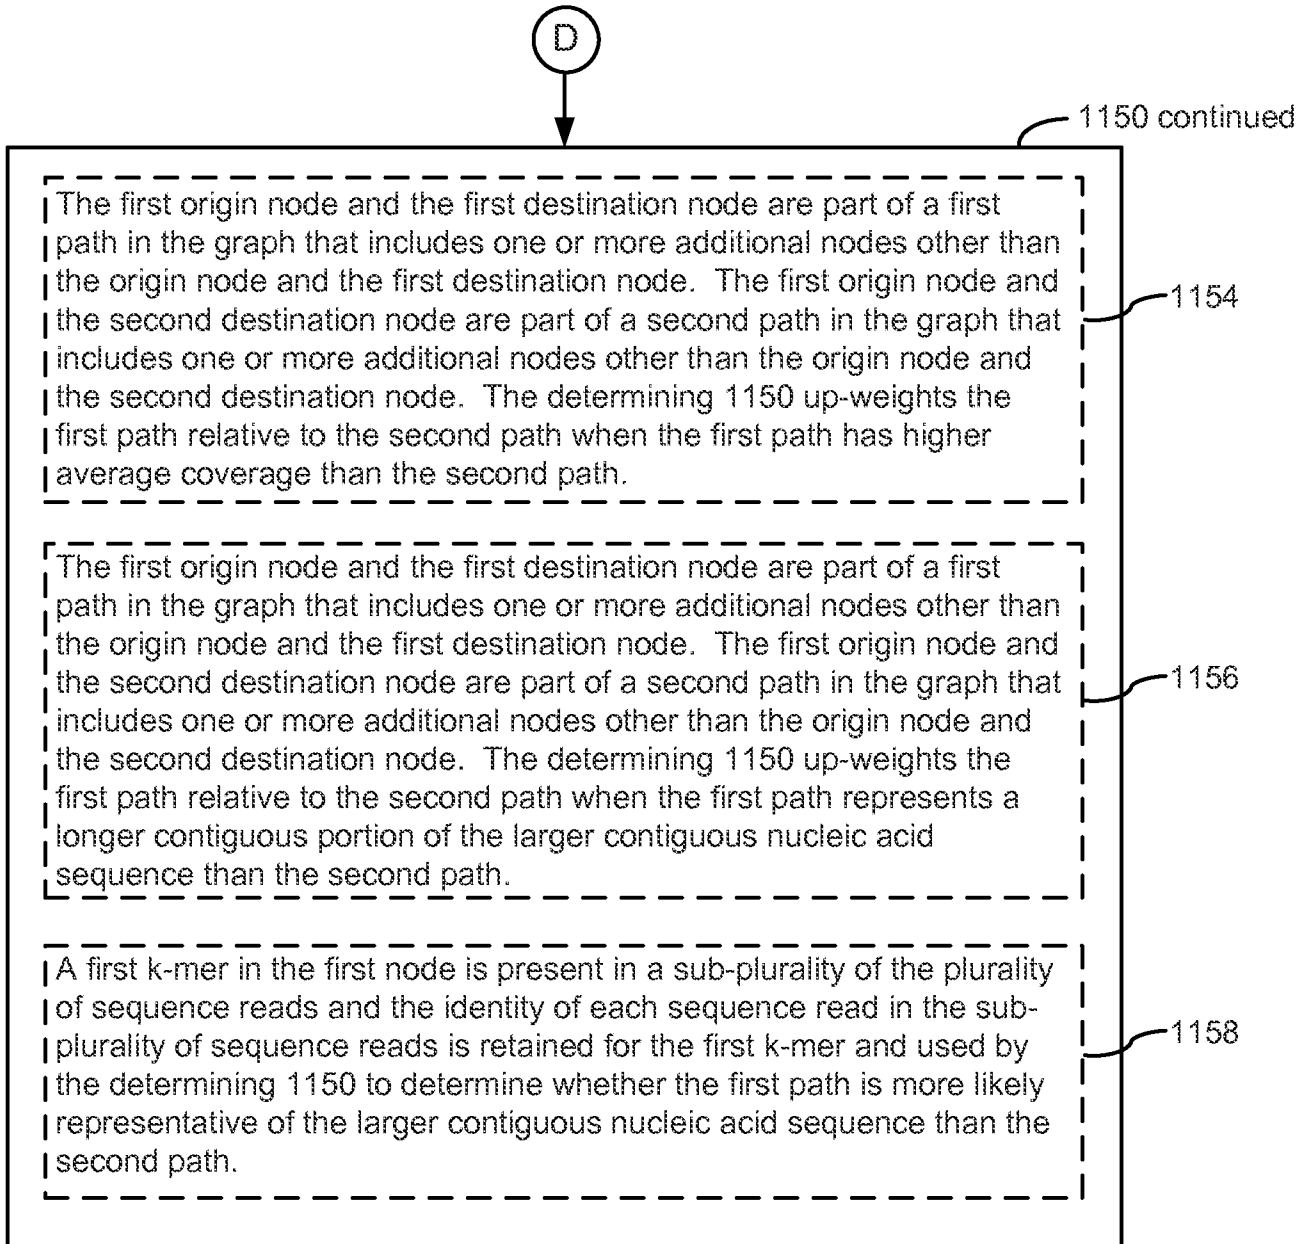 D
1150 continued
The first origin node and the first destination node are part of a first
path in the graph that includes one or more additional nodes other than
the origin node and the first destination node.  The first origin node and
the second destination node are part of a second path in the graph that
includes one or more additional nodes other than the origin node and
the second destination node.  The determining 1150 up-weights the
first path relative to the second path when the first path has higher
average coverage than the second path.
1154
The first origin node and the first destination node are part of a first
path in the graph that includes one or more additional nodes other than
the origin node and the first destination node.  The first origin node and
the second destination node are part of a second path in the graph that
includes one or more additional nodes other than the origin node and
the second destination node.  The determining 1150 up-weights the
first path relative to the second path when the first path represents a
longer contiguous portion of the larger contiguous nucleic acid
sequence than the second path.
1156
A first k-mer in the first node is present in a sub-plurality of the plurality
of sequence reads and the identity of each sequence read in the sub-
plurality of sequence reads is retained for the first k-mer and used by
the determining 1150 to determine whether the first path is more likely
representative of the larger contiguous nucleic acid sequence than the
second path.
1158